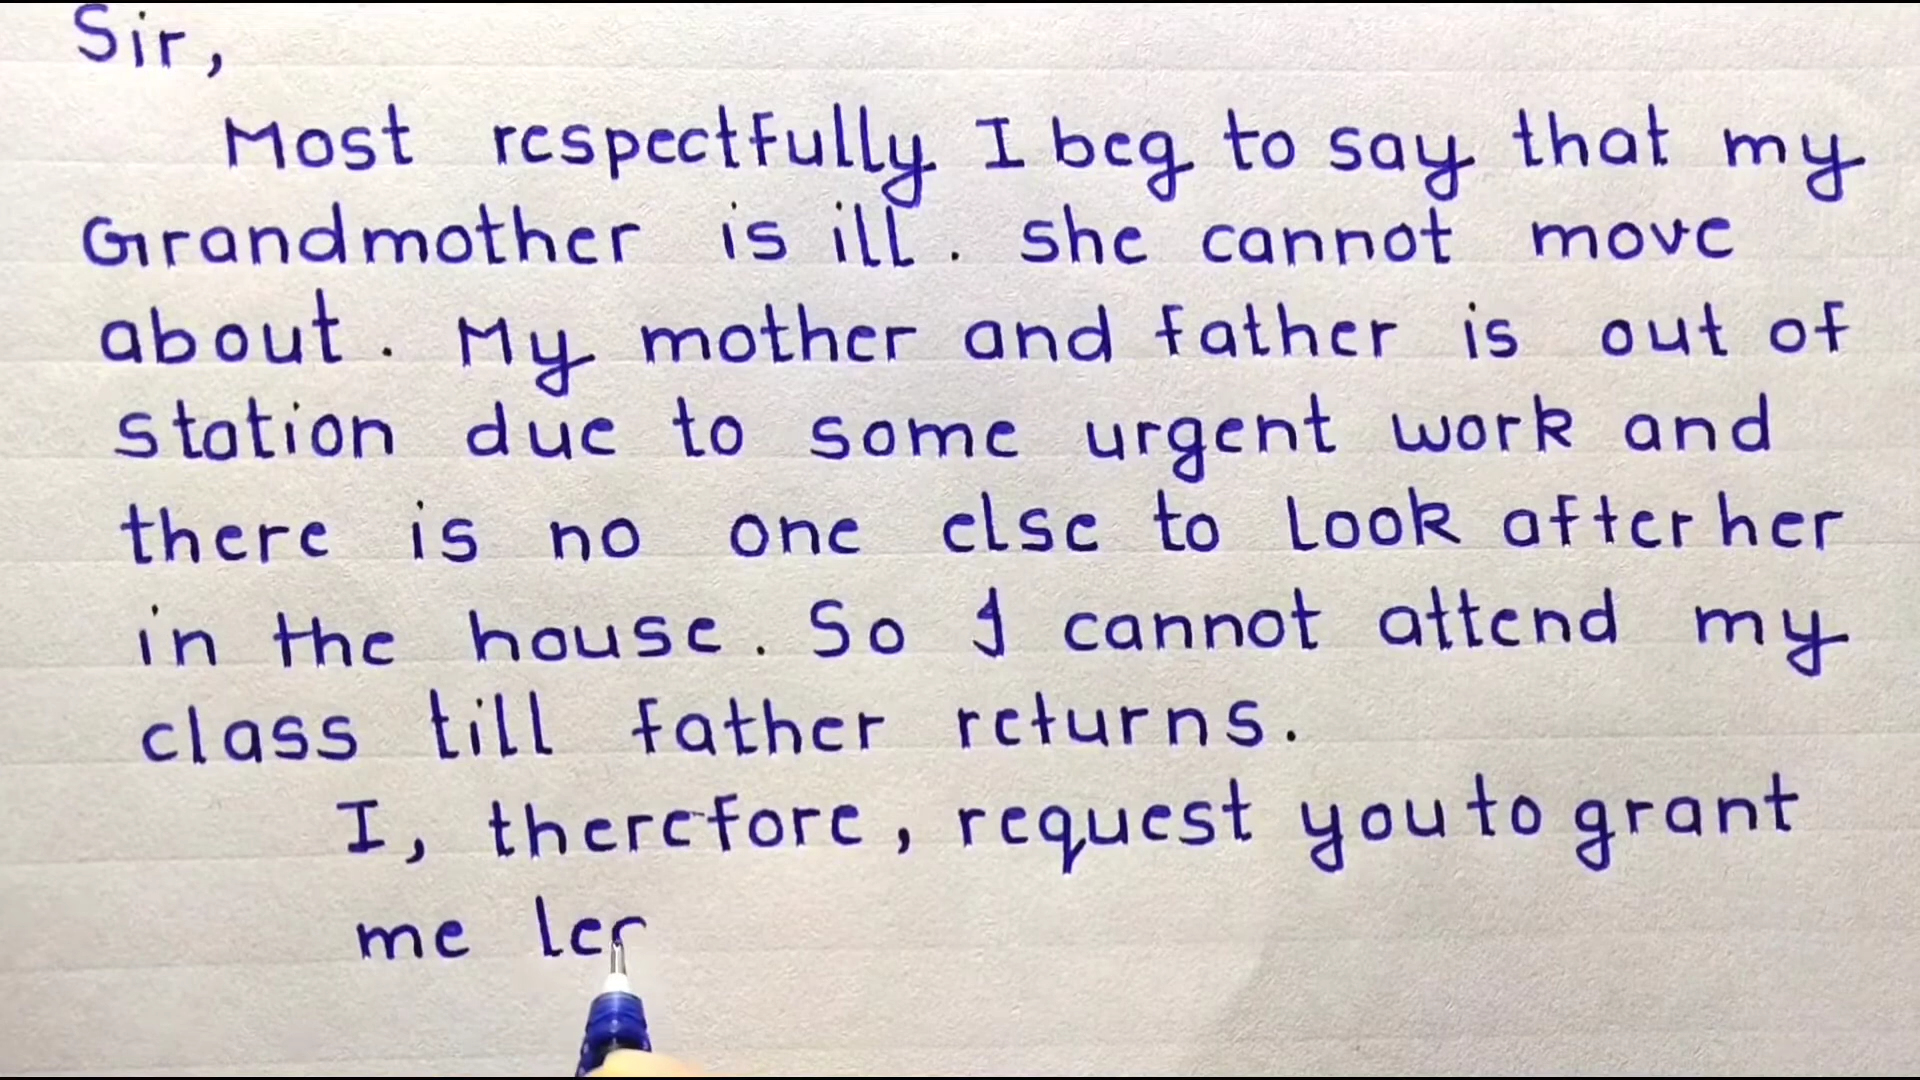 Sir,
Most respectfully I beg to say that my
Grandmother is ill. She cannot move
about. My mother and father is out of
station due to some urgent work and
there is no one else to look after her
in the house. So I cannot attend my
class till father returns.
I, therefore, request you to grant
me